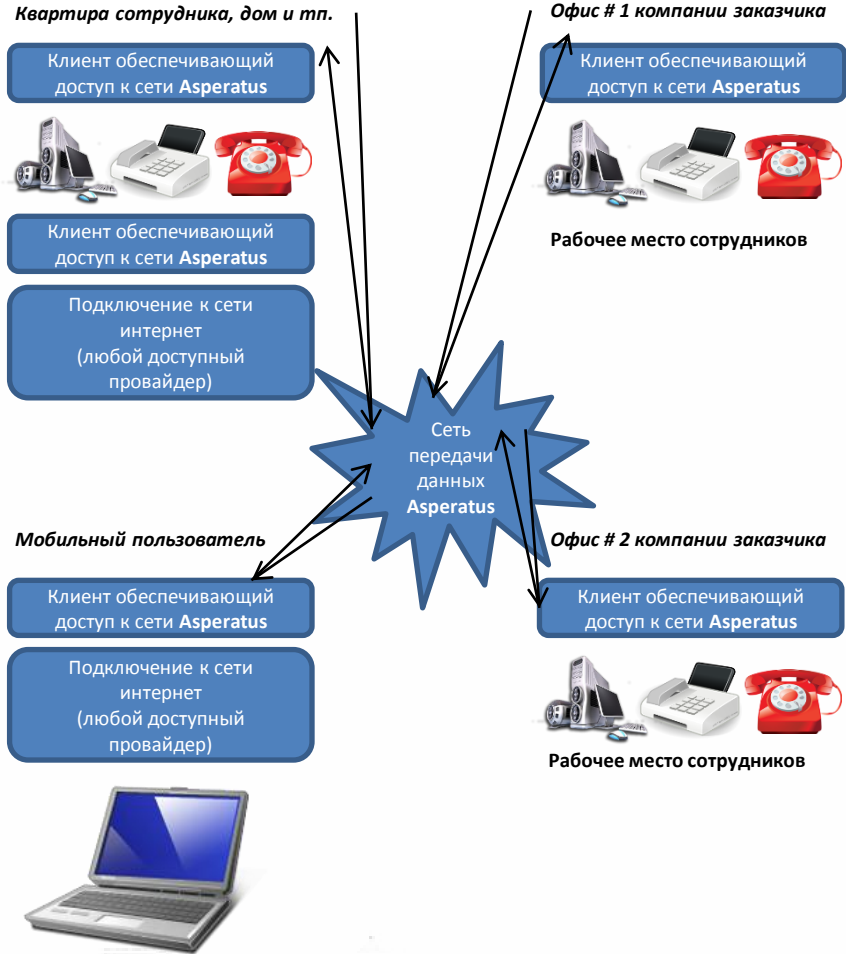 Квартира сотрудника, дом и тп.
Клиент обеспечивающий
доступ к сети Asperatus
Клиент обеспечивающий
доступ к сети Asperatus
Подключение к сети
интернет
(любой доступный
провайдер)
Офис # 1 компании заказчика
Клиент обеспечивающий
доступ к сети Asperatus
Рабочее место сотрудников
Сеть
передачи
данных
Asperatus
Мобильный пользователь
Клиент обеспечивающий
доступ к сети Asperatus
Подключение к сети
интернет
(любой доступный
провайдер)
Офис # 2 компании заказчика
Клиент обеспечивающий
доступ к сети Asperatus
Рабочее место сотрудников